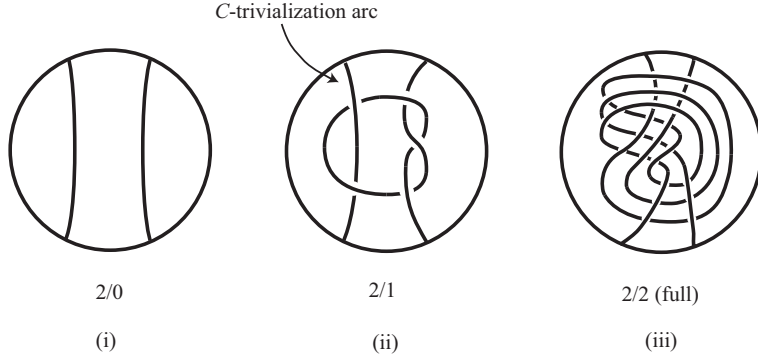 C-trivialization arc
2/0
2/1
2/2 (full)
(i)
(ii)
(iii)